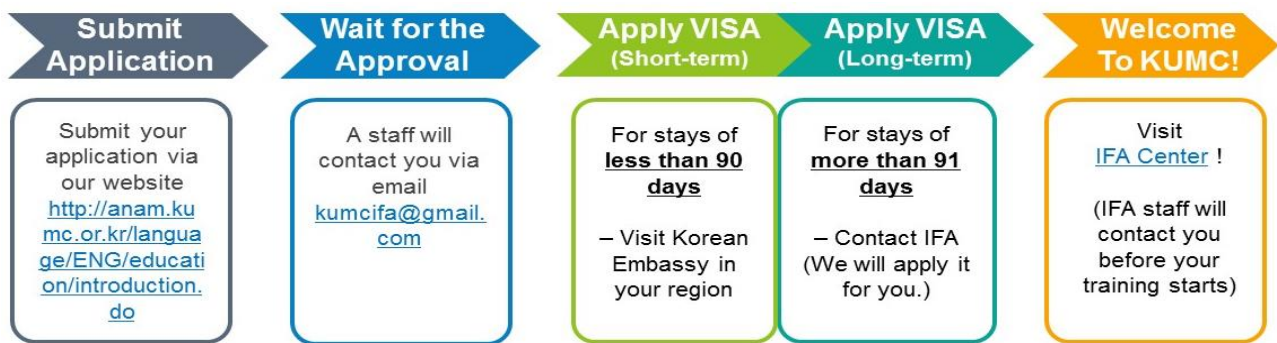 Submit
Application
Submit your
application via
our website
http://anam.ku
mc.or.kr/langua
ge/ENG/educati
on/introduction.
do
Wait for the
Approval
A staff will
contact you via
email
kumcifa@gmail.
com
Apply VISA
(Short-term)
For stays of
less than 90
days
– Visit Korean
Embassy in
your region
Apply VISA
(Long-term)
For stays of
more than 91
days
– Contact IFA
(We will apply it
for you.)
Welcome
To KUMC!
Visit
IFA Center !
(IFA staff will
contact you
before your
training starts)